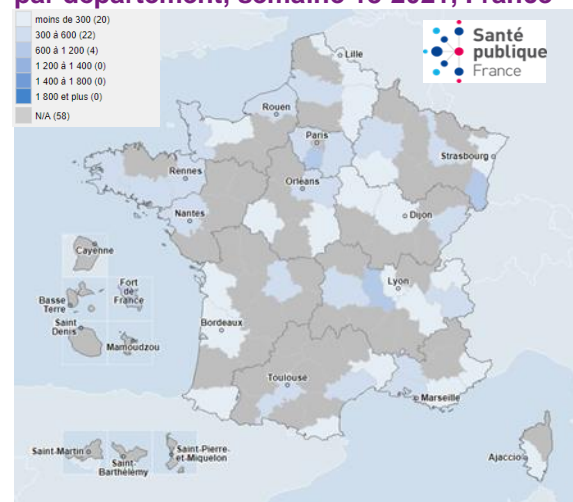 par département, semaine 13-2021, France
moins de 300 (20)
300 à 600 (22)
600 à 1 200 (4)
1 200 à 1 400 (0)
1 400 à 1 800 (0)
1 800 et plus (0)
N/A (58)
Santé
publique
France
Lille
Rouen
Paris
Strasbourg
Rennes
Orléans
Nantes
Dijon
Cayenne
Fort
de
France
Basse
Terre
Lyon
Saint
Denis
Mamoudzou
Bordeaux
Toulouse
Marseille
Saint-Martin
Saint-
Barthélémy
Saint-Pierre-
et-Miquelon
Ajaccio